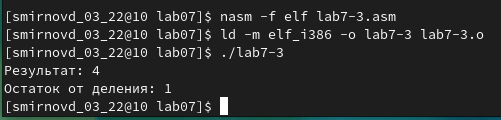 [smirnovd_03_22@10 lab07]$ nasm -f elf lab7-3.asm
[smirnovd_03_22@10 lab07]$ ld -m elf_i386 -o lab7-3 lab7-3.o
[smirnovd_03_22@10 lab07]$ ./lab7-3
Результат: 4
Остаток от деления: 1
[smirnovd_03_22@10 lab07]$